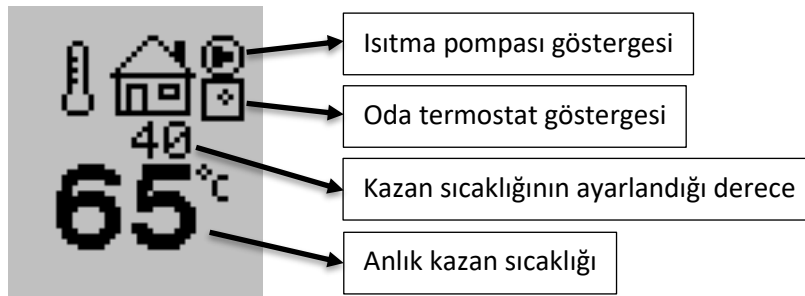 Isıtma pompası göstergesi
Oda termostat göstergesi
40
Kazan sıcaklığının ayarlandığı derece
65°C
Anlık kazan sıcaklığı